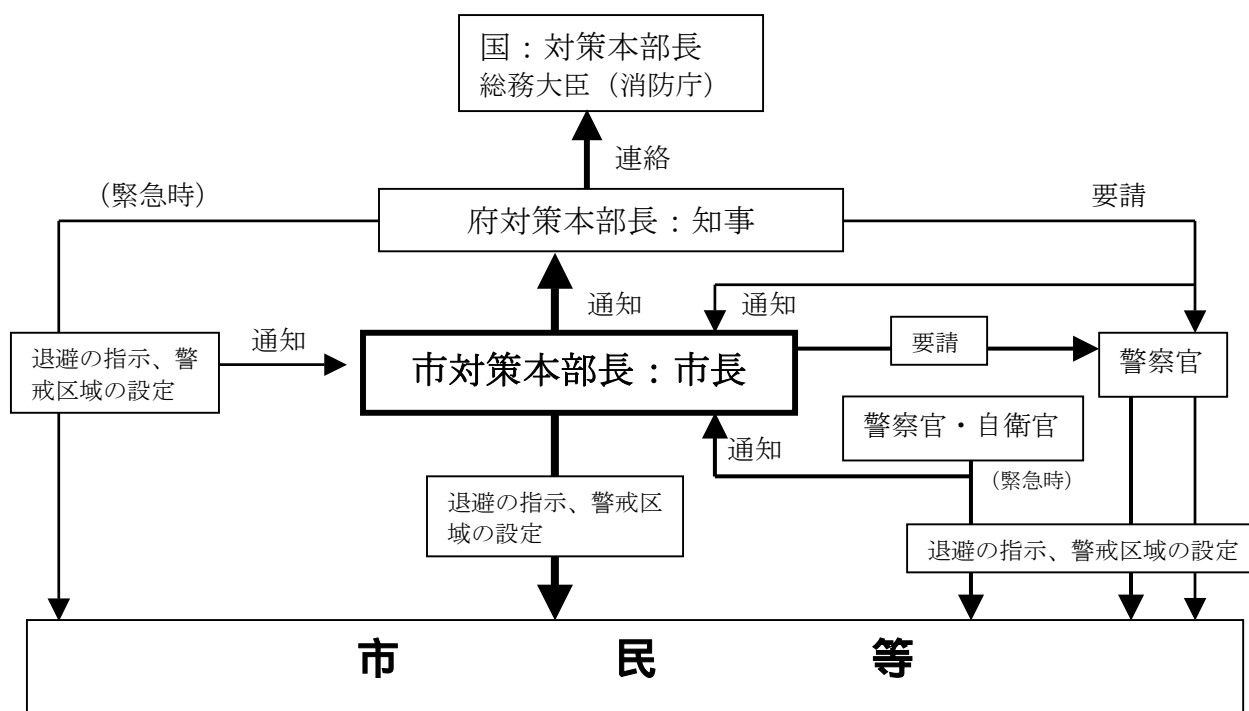 国：対策本部長
総務大臣（消防庁）
連絡
（緊急時）
要請
府対策本部長：知事
通知
通知
通知
退避の指示、警
戒区域の設定
市対策本部長：市長
要請
警察官
警察官・自衛官
通知
（緊急時）
退避の指示、警戒区
域の設定
退避の指示、警戒区域の設定
市　民　等